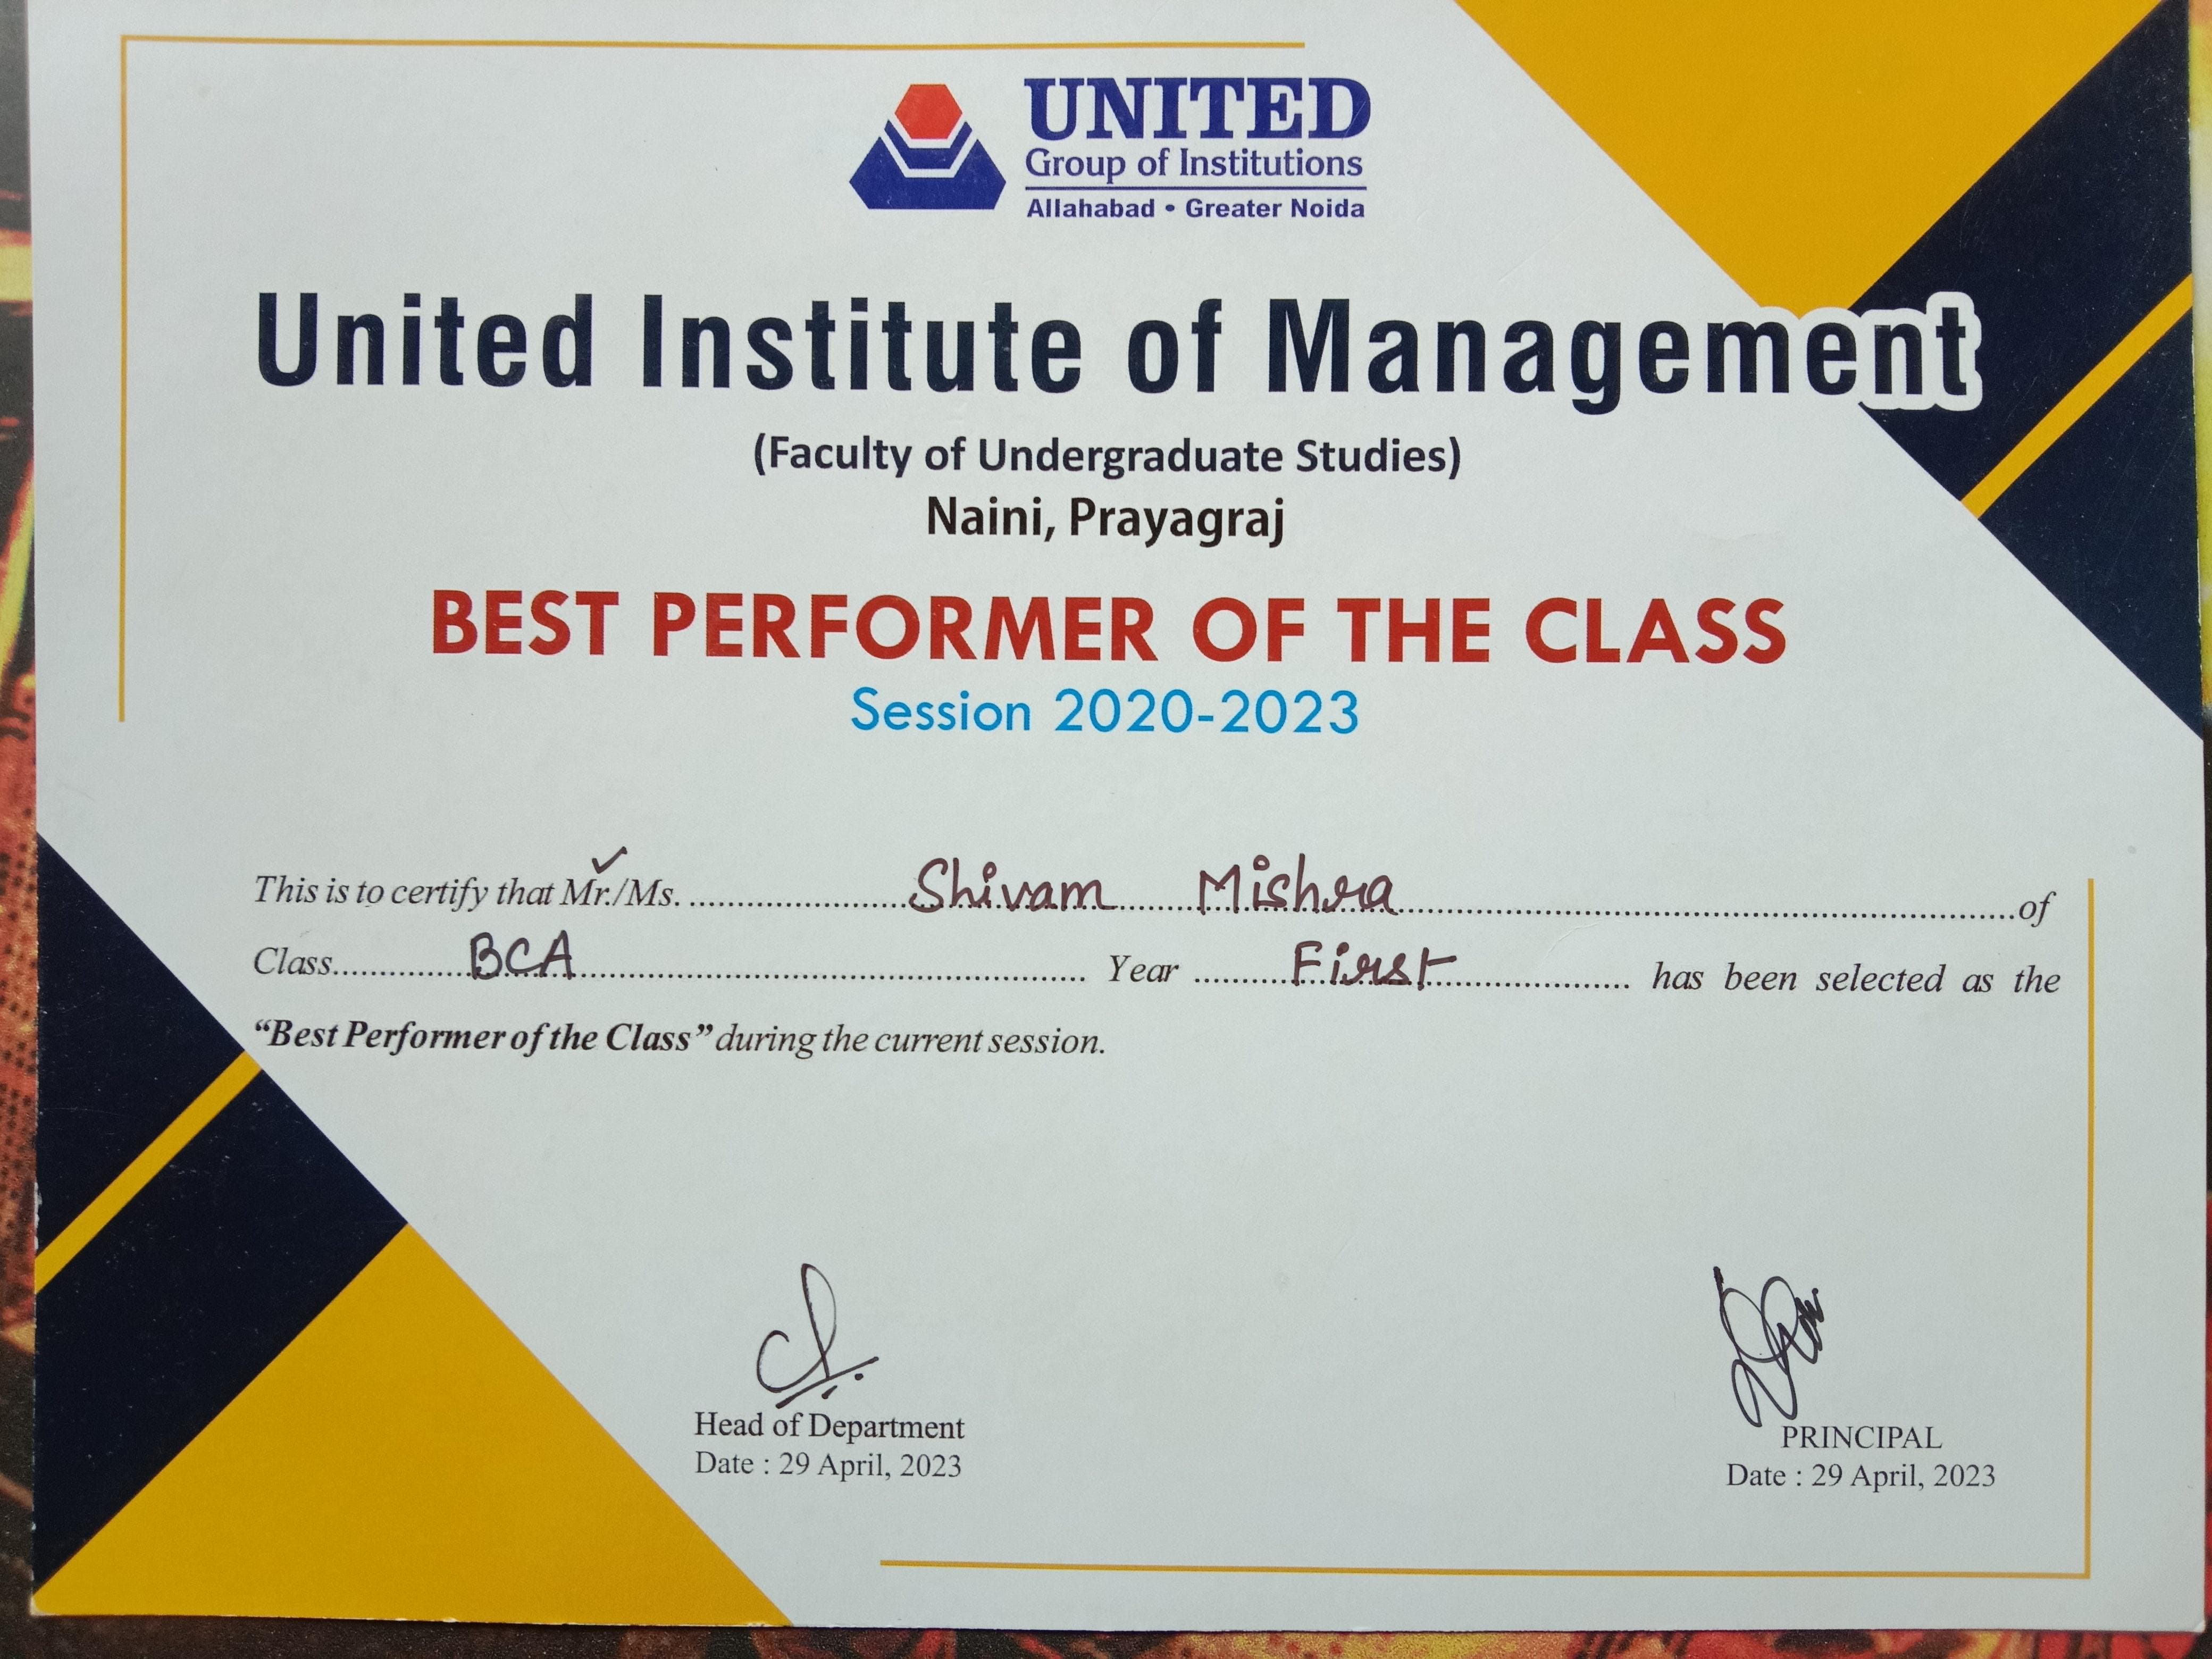 UNITED
Group of Institutions
Allahabad • Greater Noida
United Institute of Management
(Faculty of Undergraduate Studies)
Naini, Prayagraj
BEST PERFORMER OF THE CLASS
Session 2020-2023
This is to certify that Mr./Ms. ........ Shivam Mishra ........ of
Class........ BCA ........ Year ........ First ........ has been selected as the
“Best Performer of the Class” during the current session.
Head of Department
Date : 29 April, 2023
PRINCIPAL
Date : 29 April, 2023